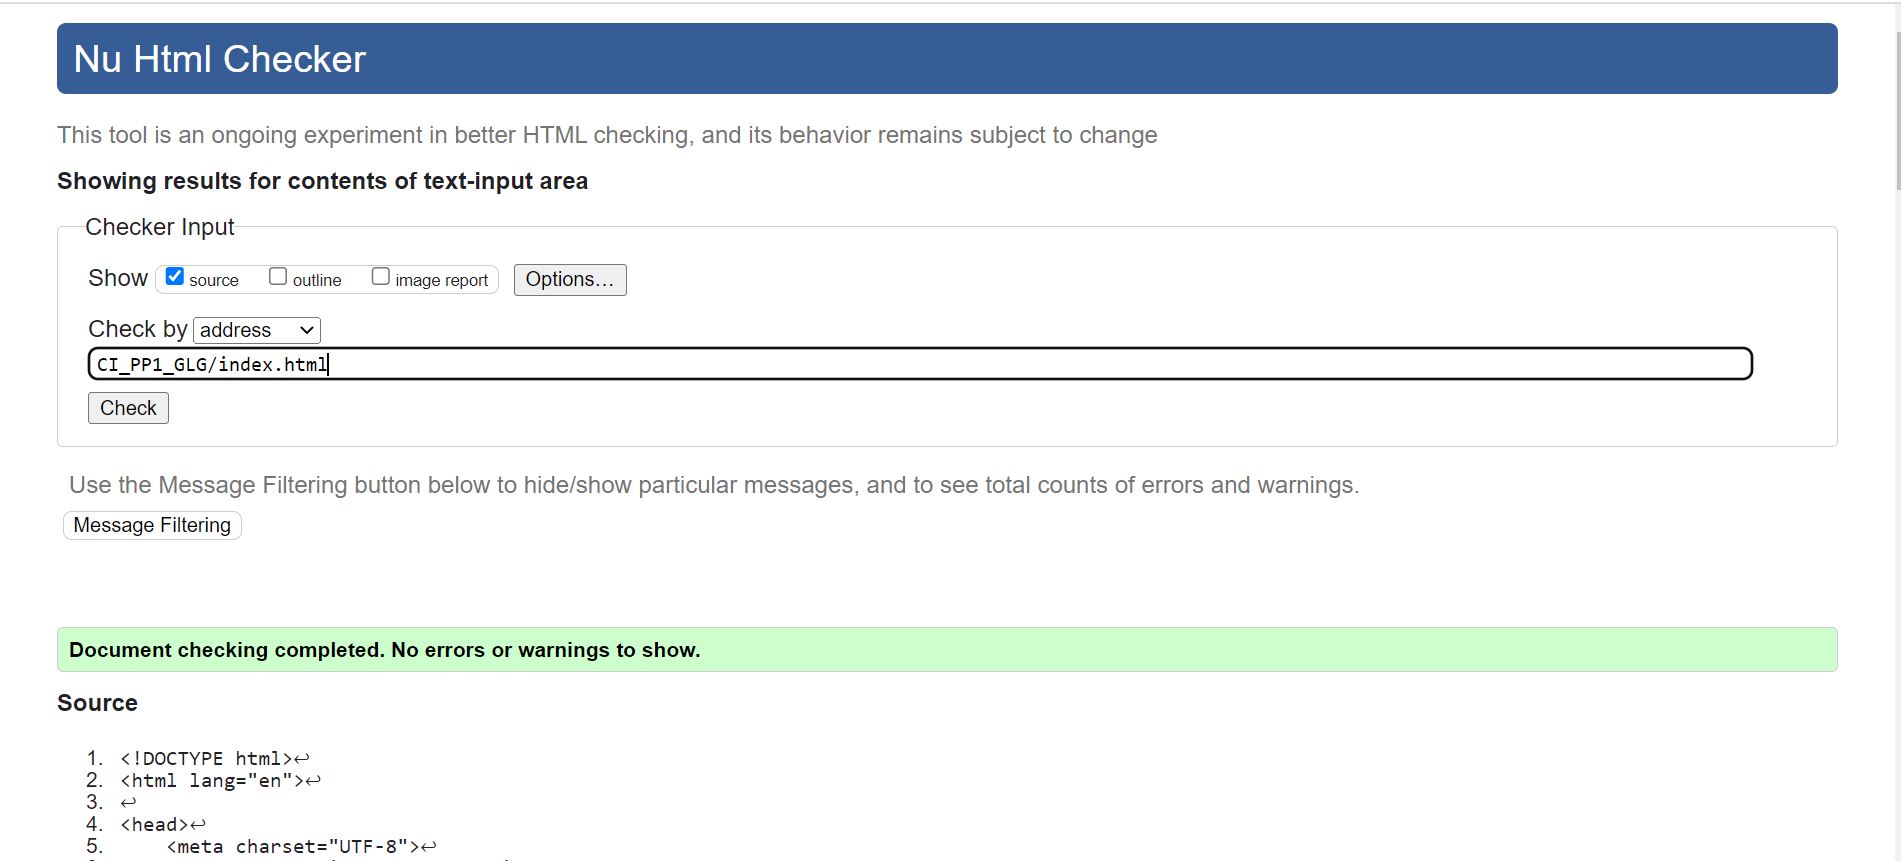 Nu Html Checker
This tool is an ongoing experiment in better HTML checking, and its behavior remains subject to change
Showing results for contents of text-input area
Checker Input
Show source outline image report Options...
Check by address
CI_PP1_GLG/index.html
Check
Use the Message Filtering button below to hide/show particular messages, and to see total counts of errors and warnings.
Message Filtering
Document checking completed. No errors or warnings to show.
Source
1. <!DOCTYPE html>↩
2. <html lang="en">↩
3. ↩
4. <head>↩
5. <meta charset="UTF-8">↩